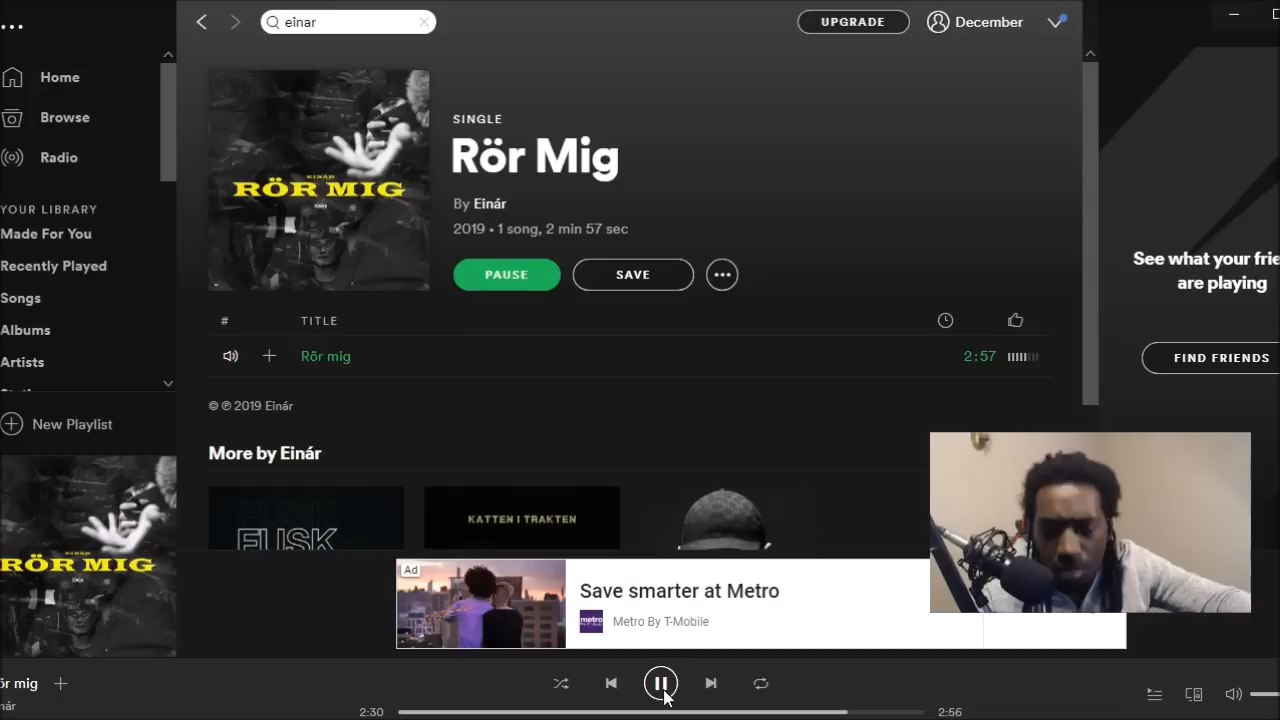 einar
UPGRADE
December
Home
Browse
Radio
YOUR LIBRARY
Made For You
Recently Played
Songs
Albums
Artists
New Playlist
EINÁR
RÖR MIG
SINGLE
Rör Mig
By Einár
2019 • 1 song, 2 min 57 sec
PAUSE
SAVE
# TITLE
Rör mig 2:57
© ℗ 2019 Einár
More by Einár
FUSK
FUSK
KATTEN I TRAKTEN
Ad
Save smarter at Metro
metro
Metro By T-Mobile
See what your frie
are playing
FIND FRIENDS
RÖR MIG
ör mig
nár
2:30
2:56